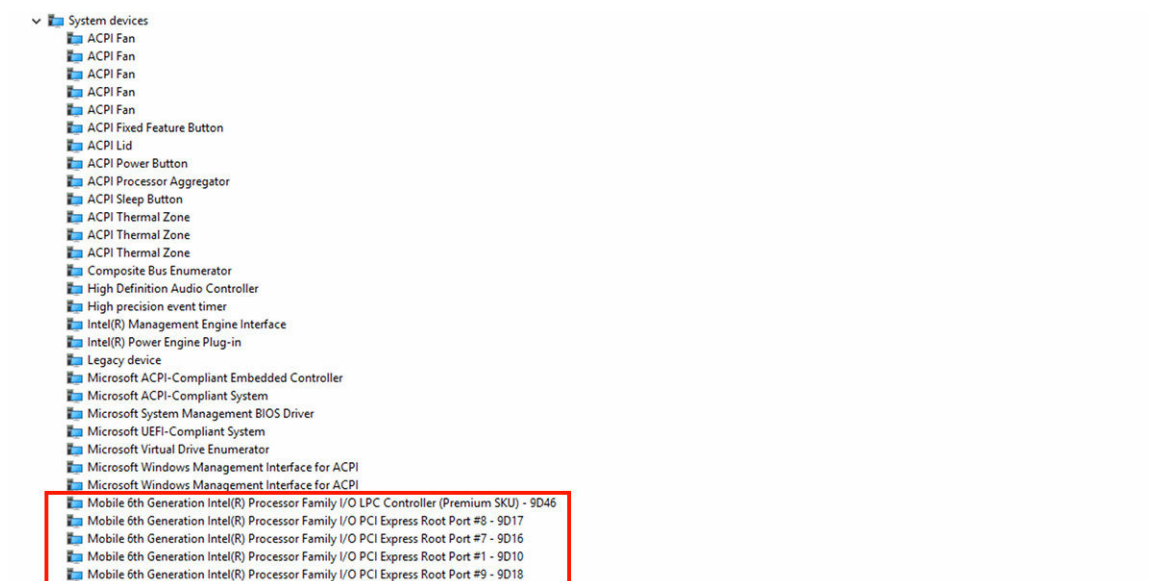 System devices
ACPI Fan
ACPI Fan
ACPI Fan
ACPI Fan
ACPI Fan
ACPI Fixed Feature Button
ACPI Lid
ACPI Power Button
ACPI Processor Aggregator
ACPI Sleep Button
ACPI Thermal Zone
ACPI Thermal Zone
ACPI Thermal Zone
Composite Bus Enumerator
High Definition Audio Controller
High precision event timer
Intel(R) Management Engine Interface
Intel(R) Power Engine Plug-in
Legacy device
Microsoft ACPI-Compliant Embedded Controller
Microsoft ACPI-Compliant System
Microsoft System Management BIOS Driver
Microsoft UEFI-Compliant System
Microsoft Virtual Drive Enumerator
Microsoft Windows Management Interface for ACPI
Microsoft Windows Management Interface for ACPI
Mobile 6th Generation Intel(R) Processor Family I/O LPC Controller (Premium SKU) - 9D46
Mobile 6th Generation Intel(R) Processor Family I/O PCI Express Root Port #8 - 9D17
Mobile 6th Generation Intel(R) Processor Family I/O PCI Express Root Port #7 - 9D16
Mobile 6th Generation Intel(R) Processor Family I/O PCI Express Root Port #1 - 9D10
Mobile 6th Generation Intel(R) Processor Family I/O PCI Express Root Port #9 - 9D18